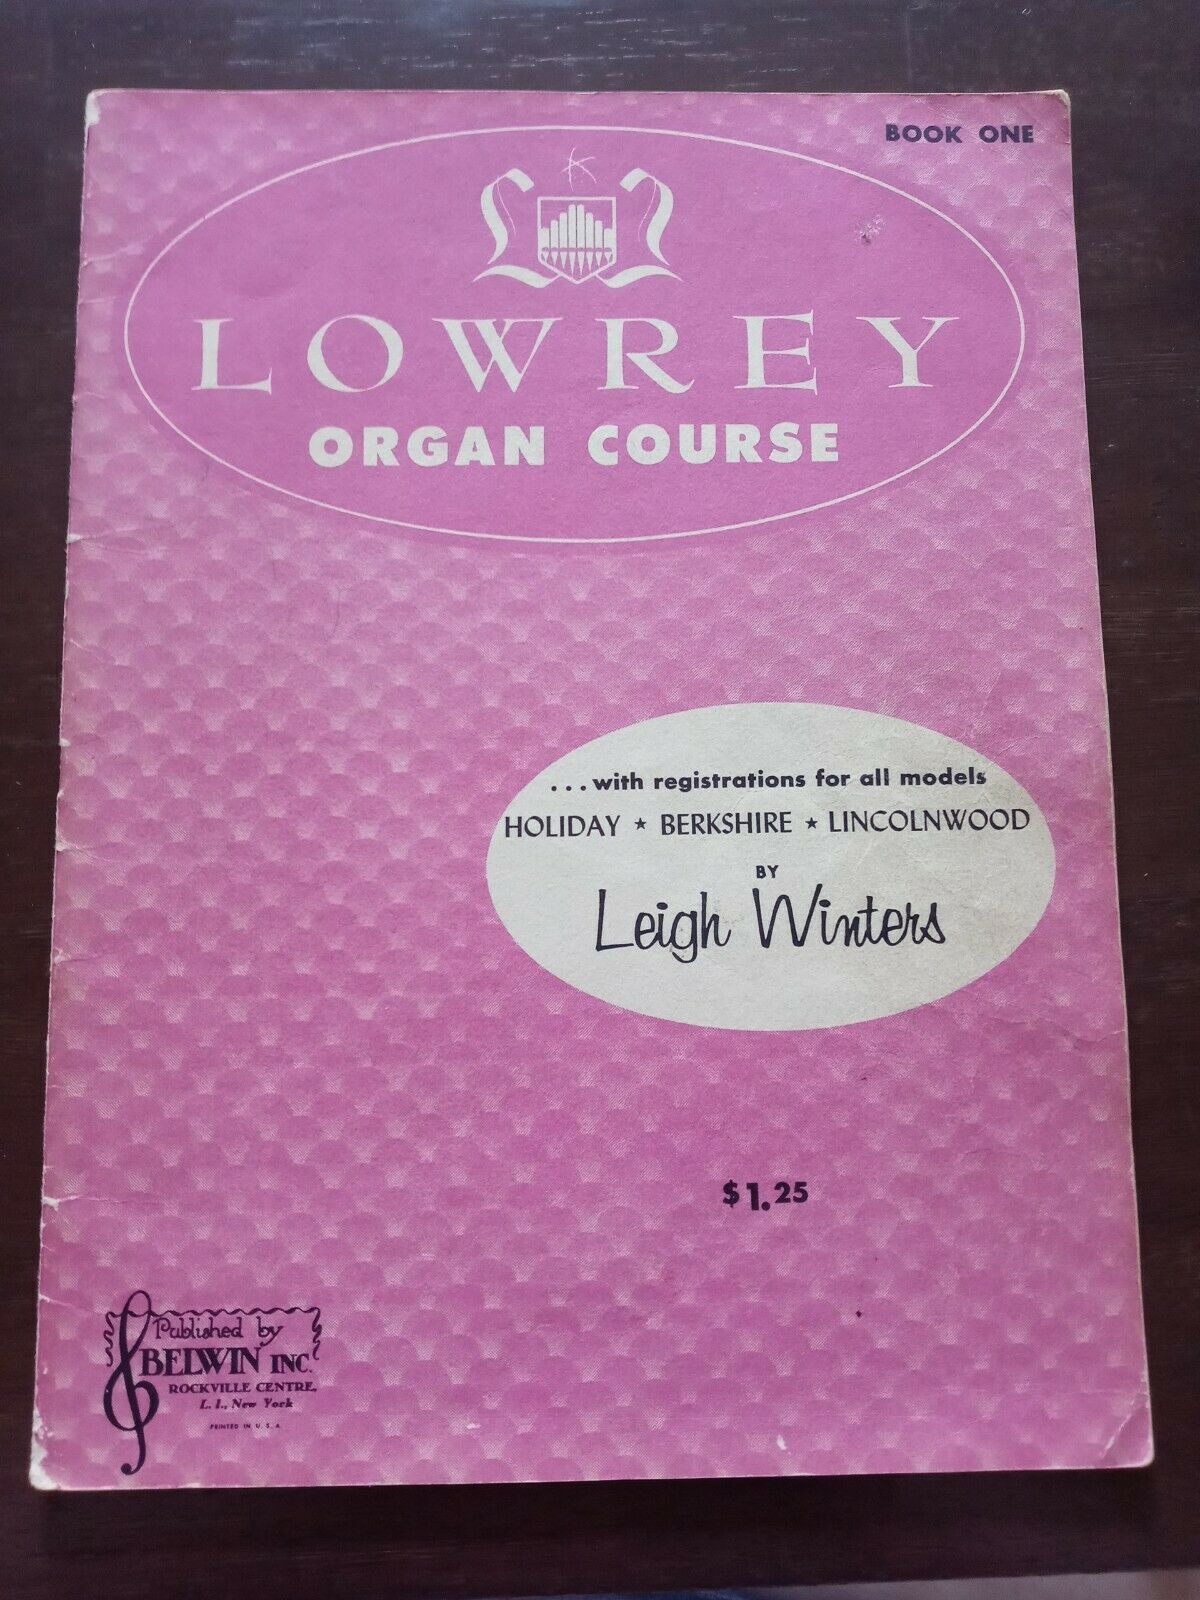 BOOK ONE
LOWREY
ORGAN COURSE
...with registrations for all models
HOLIDAY ★ BERKSHIRE ★ LINCOLNWOOD
BY
Leigh Winters
$1.25
Published by
BELWIN INC.
ROCKVILLE CENTRE,
L. I., New York
PRINTED IN U. S. A.